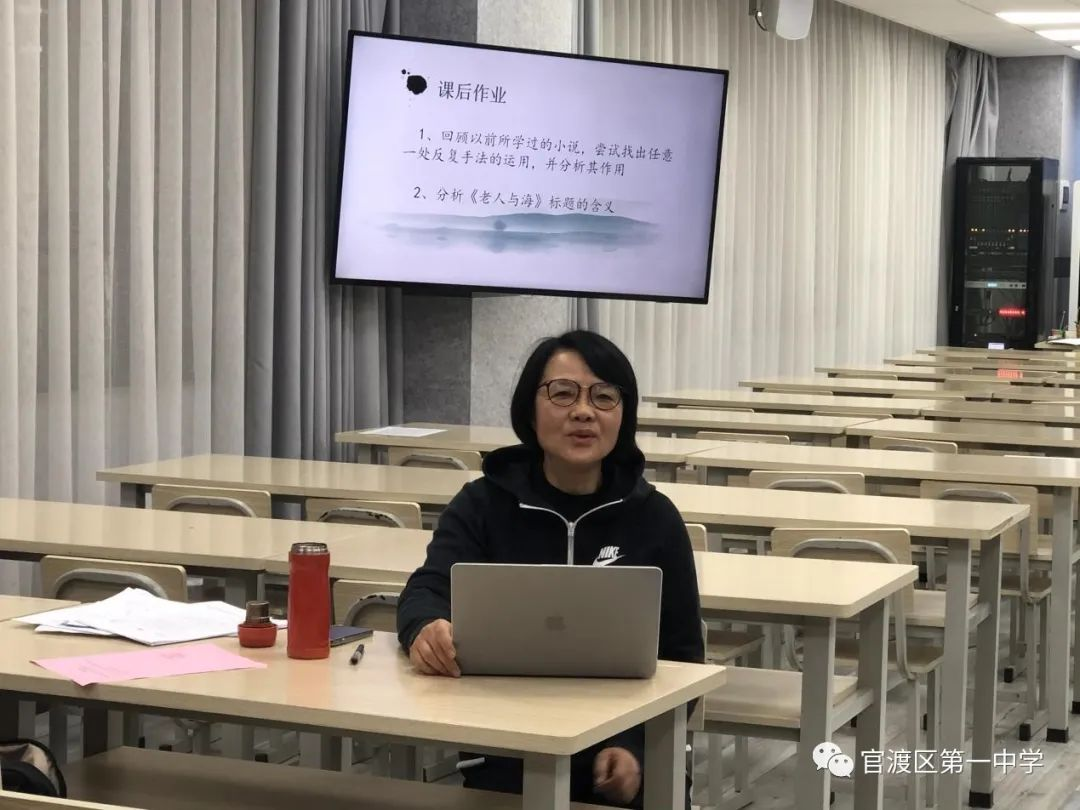 课后作业
1、回顾以前所学过的小说，尝试找出任意
一处反复手法的运用，并分析其作用
2、分析《老人与海》标题的含义
NIKE
官渡区第一中学